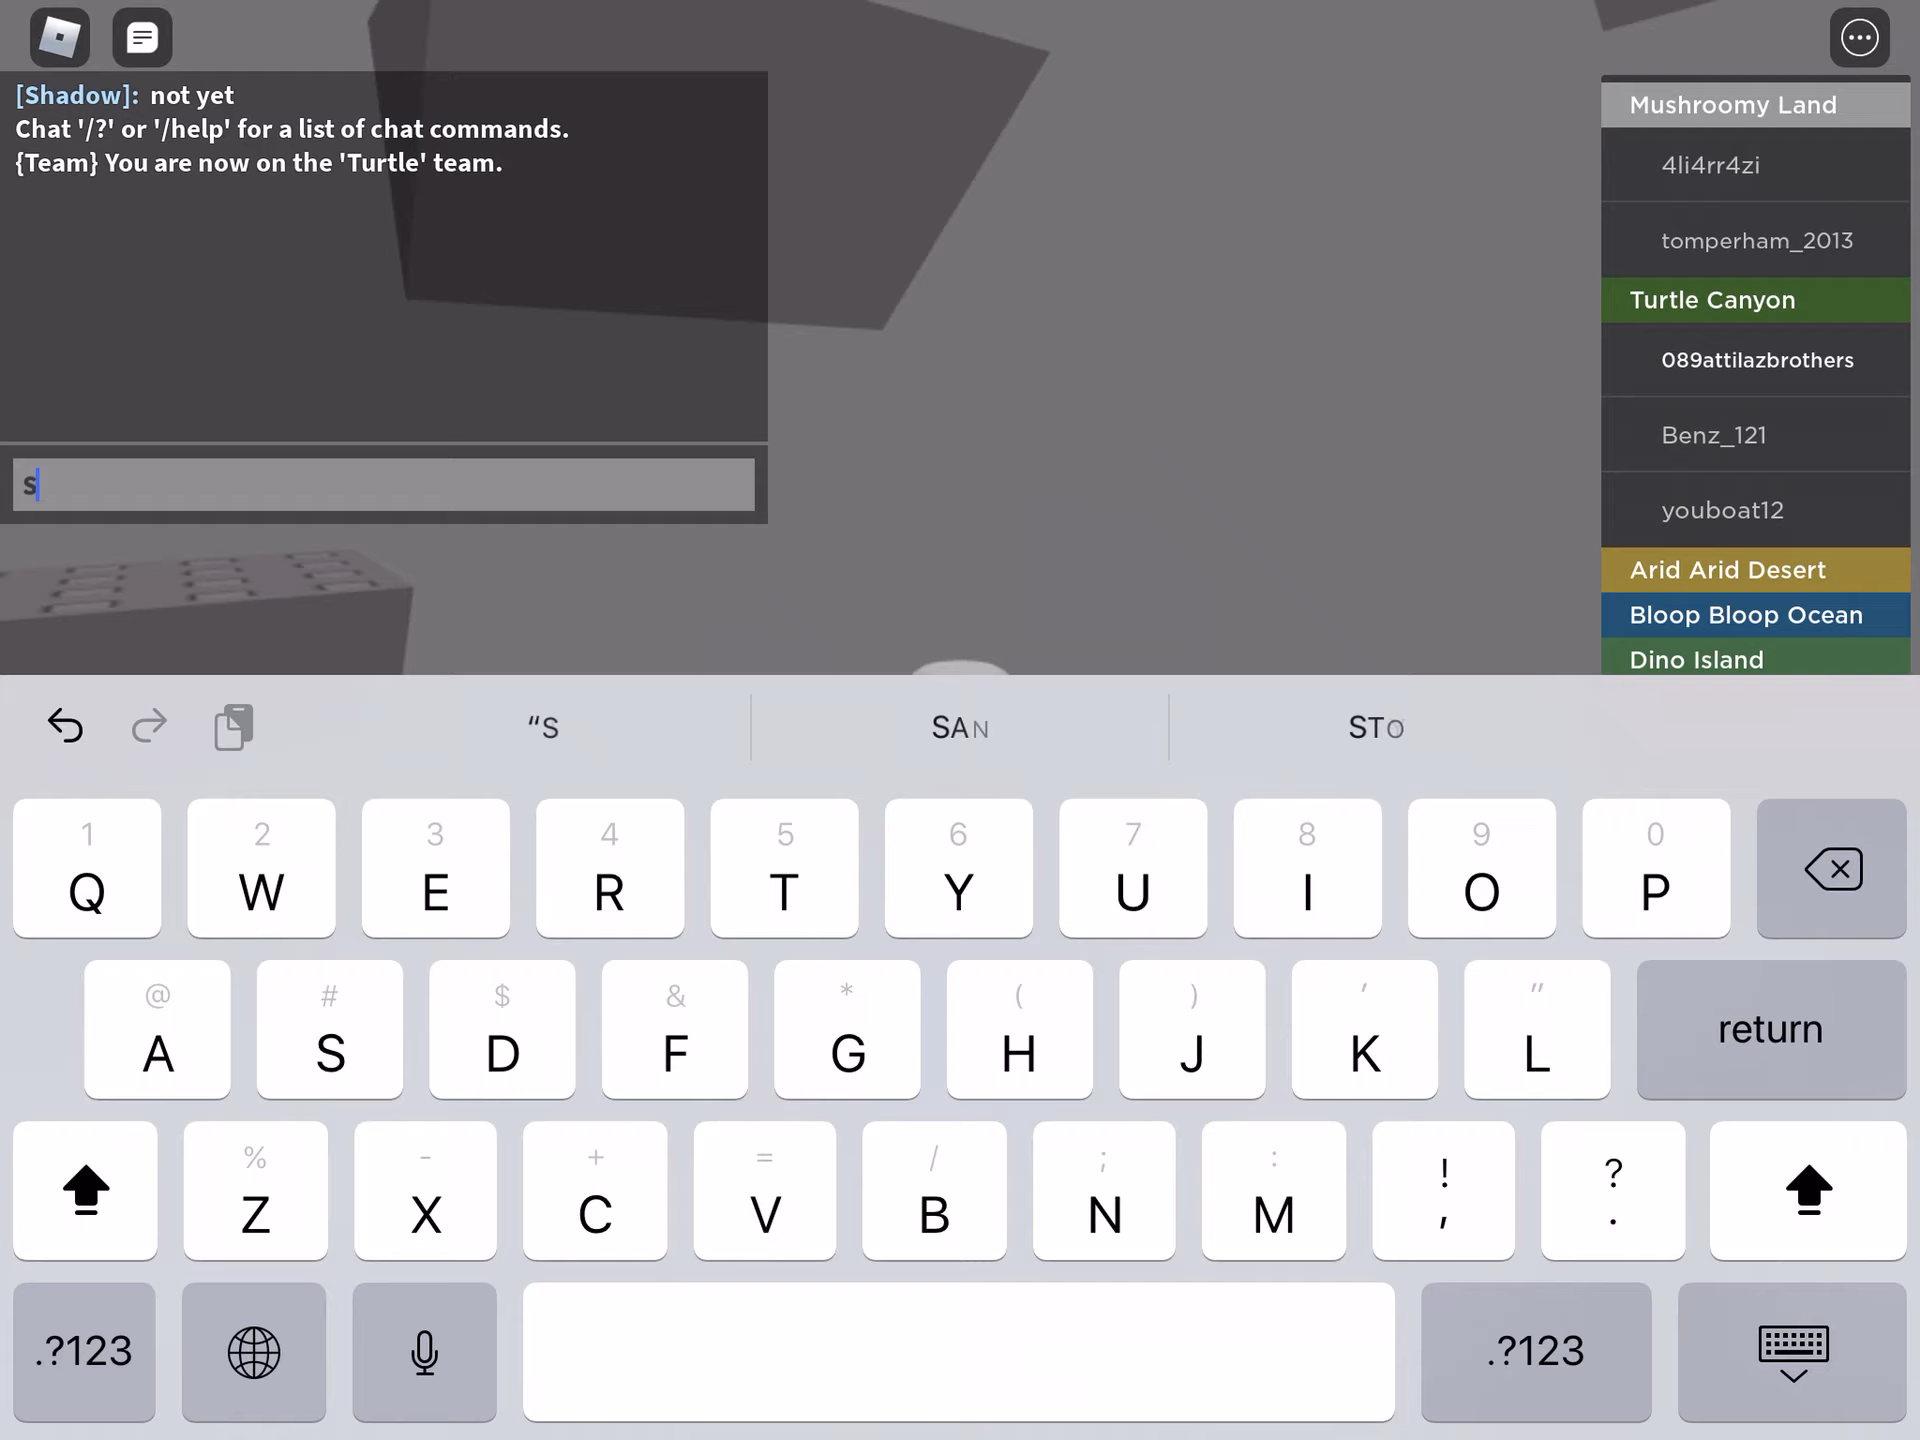 [Shadow]: not yet
Chat '/?' or '/help' for a list of chat commands.
{Team} You are now on the 'Turtle' team.
s
Mushroomy Land
4li4rr4zi
tomperham_2013
Turtle Canyon
089attilazbrothers
Benz_121
youboat12
Arid Arid Desert
Bloop Bloop Ocean
Dino Island
“S SAN STO
1 2 3 4 5 6 7 8 9 0
Q W E R T Y U I O P
@ # $ & * ( ) ' "
A S D F G H J K L return
% - + = / ; : ! ?
Z X C V B N M , .
.?123 .?123